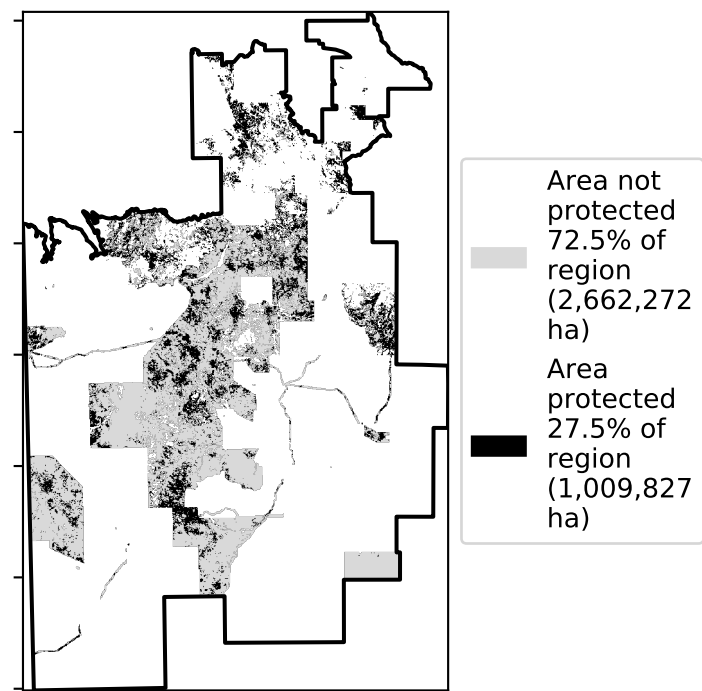 Area not
protected
72.5% of
region
(2,662,272
ha)
Area
protected
27.5% of
region
(1,009,827
ha)